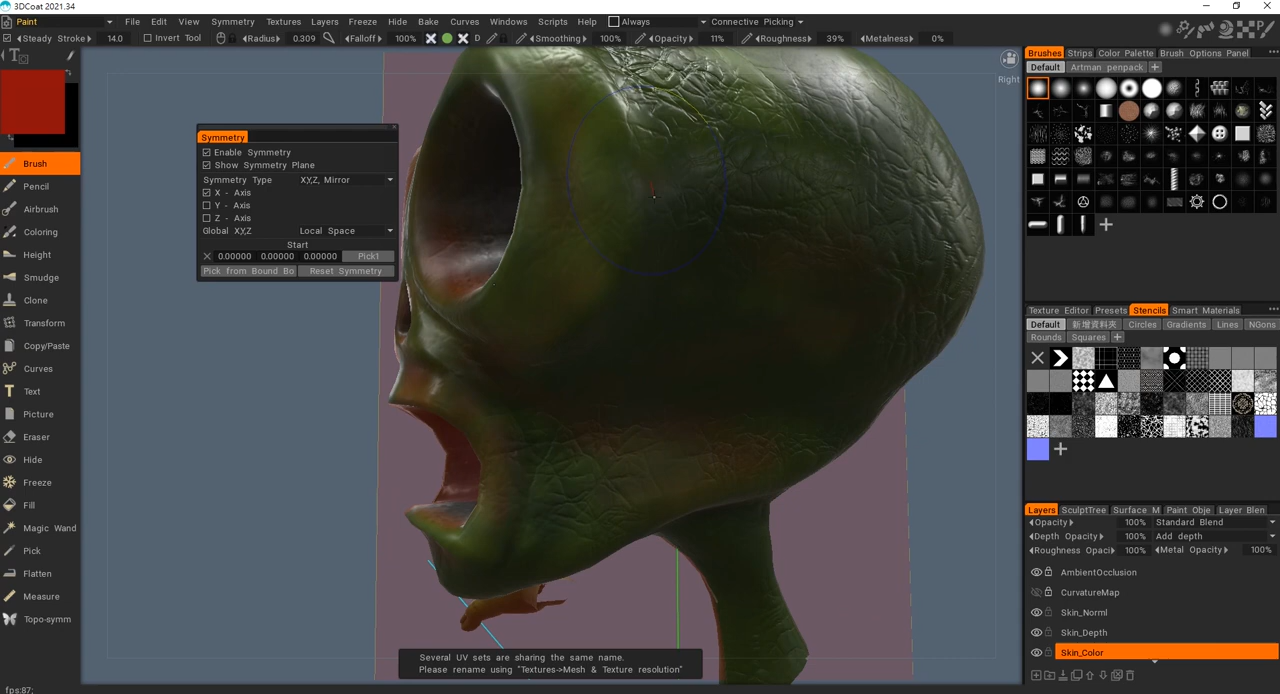 3DCoat 2021.34
Paint File Edit View Symmetry Textures Layers Freeze Hide Bake Curves Windows Scripts Help Always Connective Picking
Steady Stroke 14.0 Invert Tool Radius 0.309 Falloff 100% D Smoothing 100% Opacity 11% Roughness 39% Metalness 0%
Right
Brush
Pencil
Airbrush
Coloring
Height
Smudge
Clone
Transform
Copy/Paste
Curves
Text
Picture
Eraser
Hide
Freeze
Fill
Magic Wand
Pick
Flatten
Measure
Topo-symm
fps:87;
Symmetry
Enable Symmetry
Show Symmetry Plane
Symmetry Type X,Y,Z, Mirror
X - Axis
Y - Axis
Z - Axis
Global X,Y,Z Local Space
Start
0.00000 0.00000 0.00000 Pick1
Pick from Bound Bo Reset Symmetry
Several UV sets are sharing the same name.
Please rename using "Textures->Mesh & Texture resolution"
Brushes Strips Color Palette Brush Options Panel
Default Artman penpack
Texture Editor Presets Stencils Smart Materials
Default 新增資料夾 Circles Gradients Lines NGons
Rounds Squares
Layers SculptTree Surface M Paint Obje Layer Blen
Opacity 100% Standard Blend
Depth Opacity 100% Add depth
Roughness Opaci 100% Metal Opacity 100%
AmbientOcclusion
CurvatureMap
Skin_Norml
Skin_Depth
Skin_Color